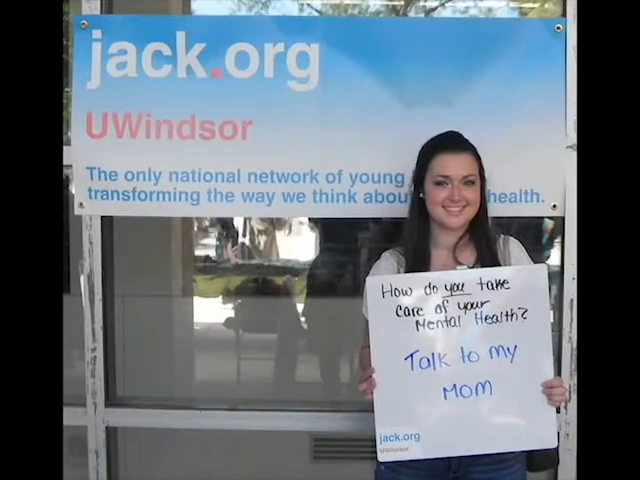 jack.org
UWindsor
The only national network of young
transforming the way we think abou health.
How do you take
care of your
Mental Health?
Talk to my
MOM
jack.org
UWindsor